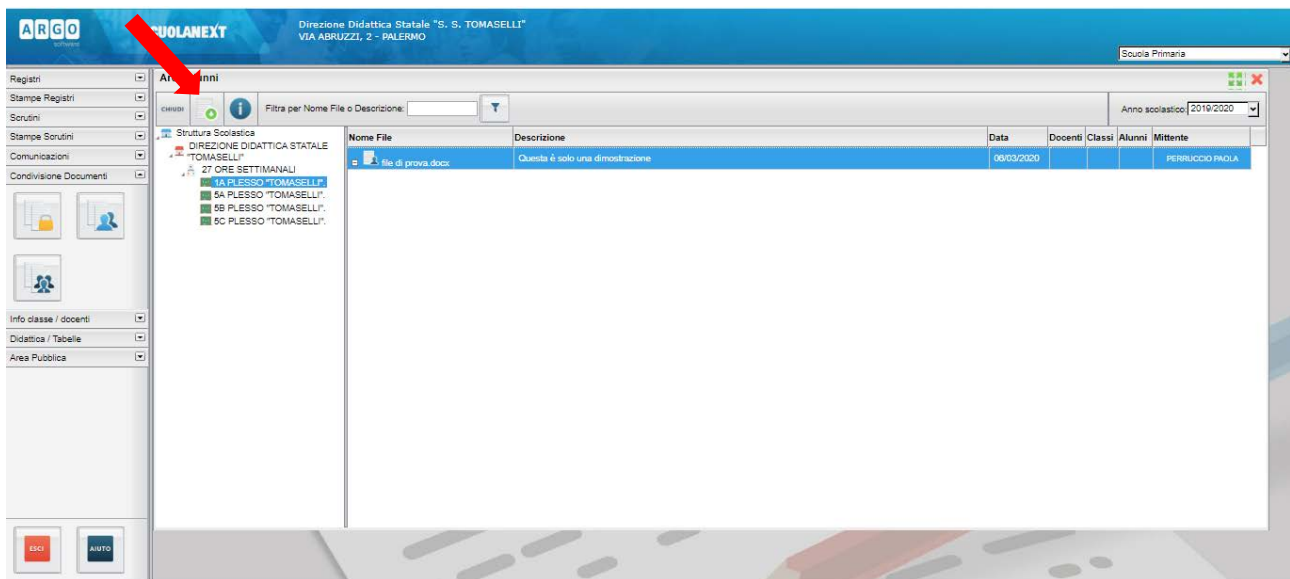 ARGO
software
CUOLANEXT
Direzione Didattica Statale "S. S. TOMASELLI"
VIA ABRUZZI, 2 - PALERMO
Scuola Primaria
Registri
Stampe Registri
Scrutini
Stampe Scrutini
Comunicazioni
Condivisione Documenti
Info classe / docenti
Didattica / Tabelle
Area Pubblica
ESCI
AIUTO
CHIUDI
Filtra per Nome File o Descrizione:
Anno scolastico: 2019/2020
Struttura Scolastica
DIREZIONE DIDATTICA STATALE
"TOMASELLI"
27 ORE SETTIMANALI
1A PLESSO "TOMASELLI".
5A PLESSO "TOMASELLI".
5B PLESSO "TOMASELLI".
5C PLESSO "TOMASELLI".
Nome File Descrizione Data Docenti Classi Alunni Mittente
file di prova.docx Questa è solo una dimostrazione 06/03/2020 PERRUCCIO PAOLA